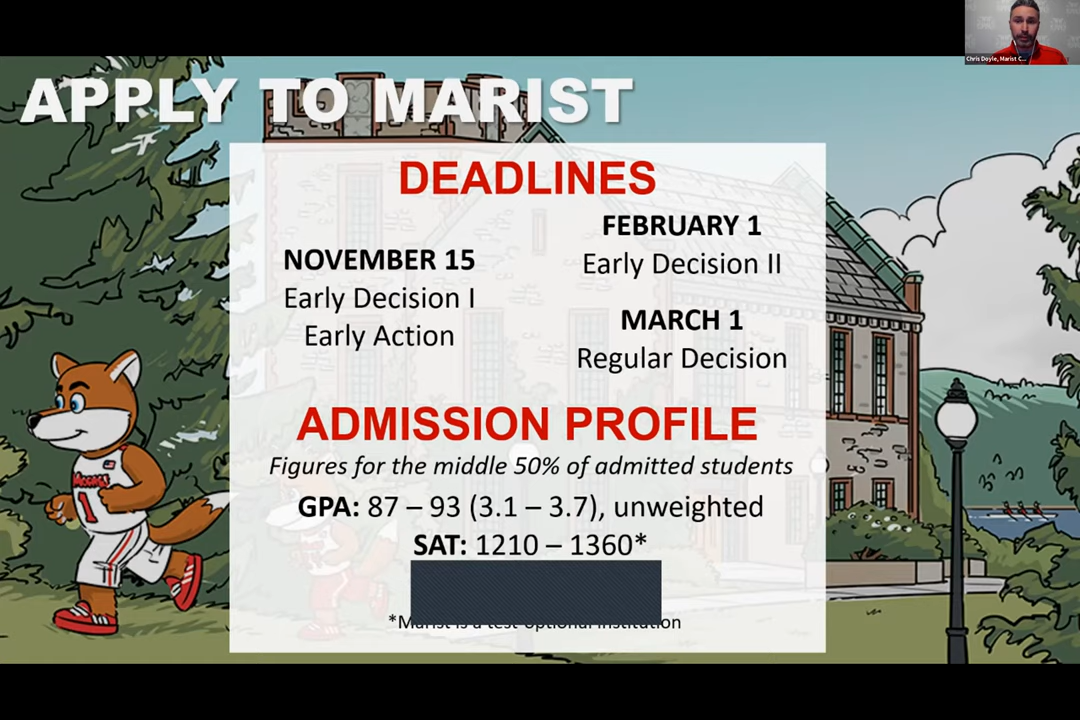 Chris Doyle, Marist C...
APPLY TO MARIST
DEADLINES
NOVEMBER 15
Early Decision I
Early Action
FEBRUARY 1
Early Decision II
MARCH 1
Regular Decision
ADMISSION PROFILE
Figures for the middle 50% of admitted students
GPA: 87 – 93 (3.1 – 3.7), unweighted
SAT: 1210 – 1360*
*Marist is a test-optional institution
1